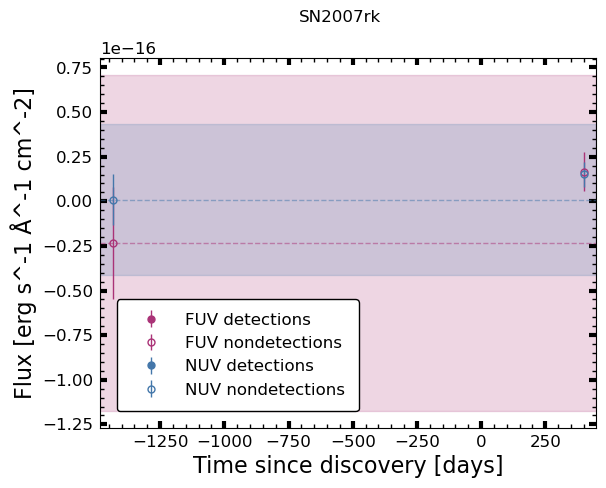 SN2007rk
1e−16
0.75
0.50
0.25
0.00
−0.25
−0.50
−0.75
−1.00
−1.25
Flux [erg s^-1 Å^-1 cm^-2]
FUV detections
FUV nondetections
NUV detections
NUV nondetections
−1250 −1000 −750 −500 −250 0 250
Time since discovery [days]